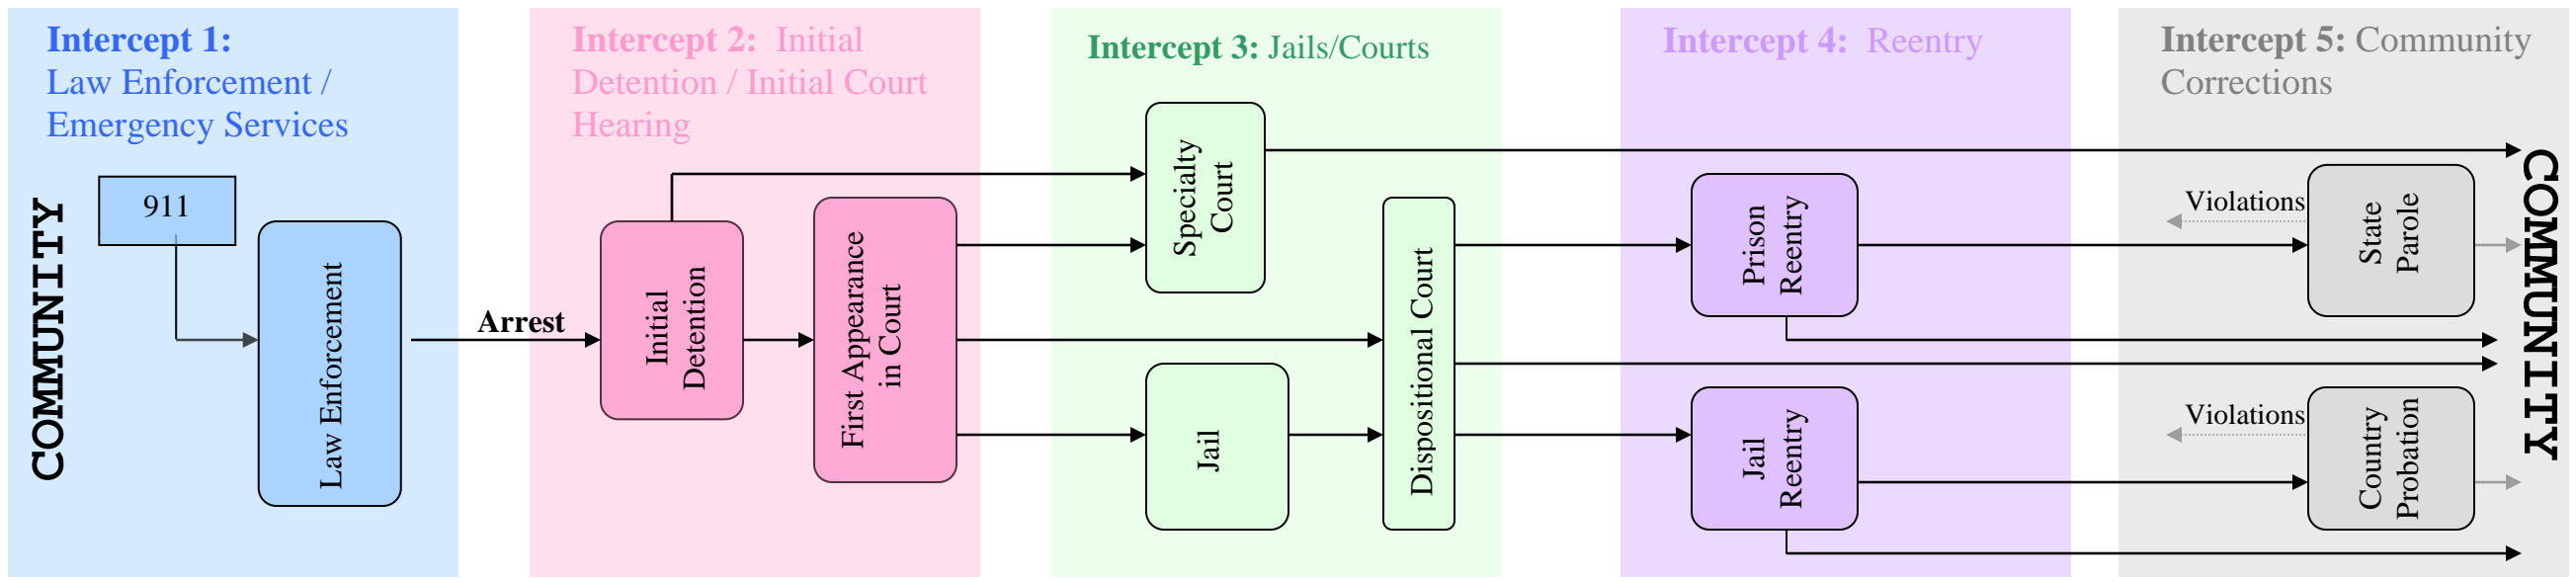 Intercept 1:
Law Enforcement /
Emergency Services
COMMUNITY
911
Law Enforcement
Arrest
Intercept 2: Initial
Detention / Initial Court
Hearing
Initial
Detention
First Appearance
in Court
Intercept 3: Jails/Courts
Specialty
Court
Jail
Dispositional Court
Intercept 4: Reentry
Prison
Reentry
Jail
Reentry
Intercept 5: Community
Corrections
Violations
State
Parole
Violations
Country
Probation
COMMUNITY